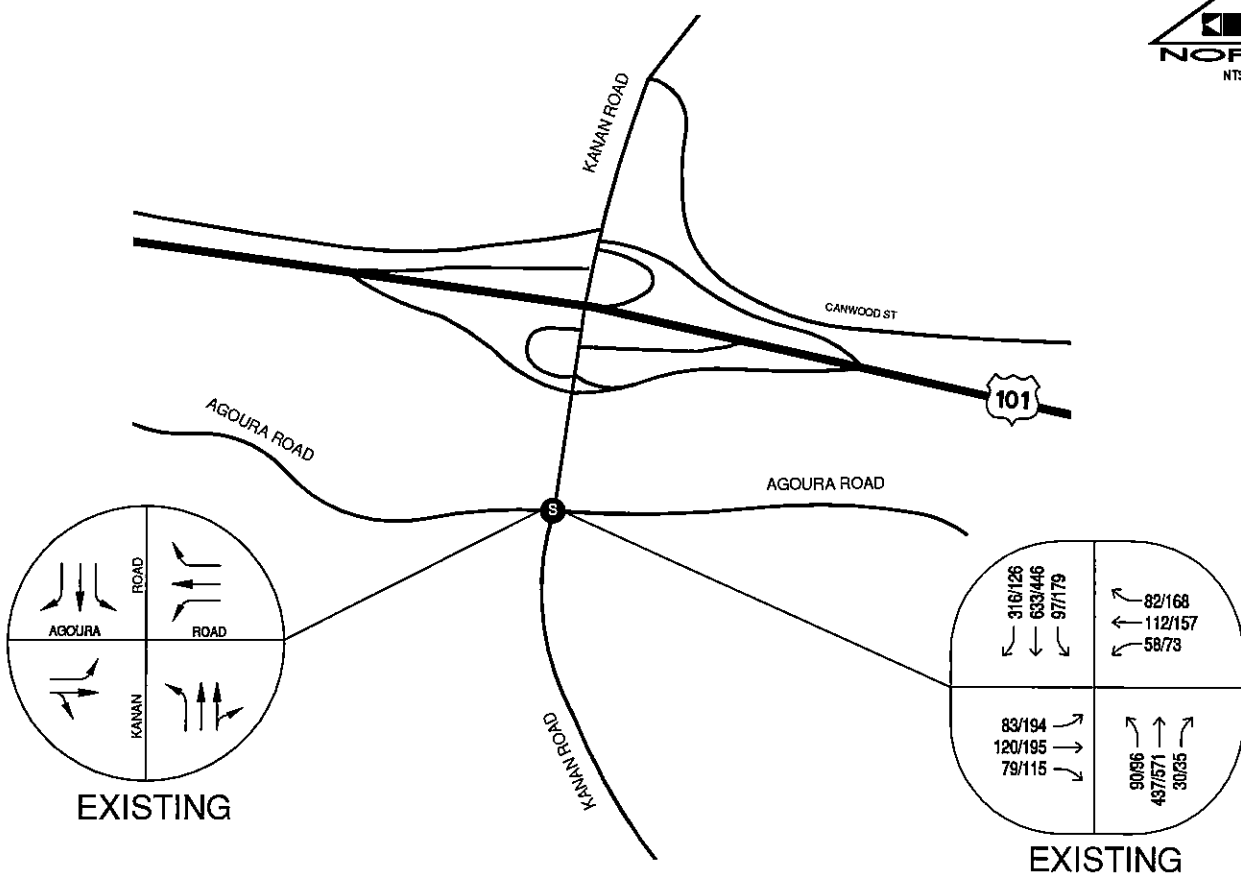 KANAN ROAD
CANWOOD ST
101
AGOURA ROAD
AGOURA ROAD
S
ROAD
AGOURA
ROAD
KANAN
EXISTING
KANAN ROAD
316/126
633/446
97/179
82/168
112/157
58/73
83/194
120/195
79/115
90/96
437/571
30/35
EXISTING